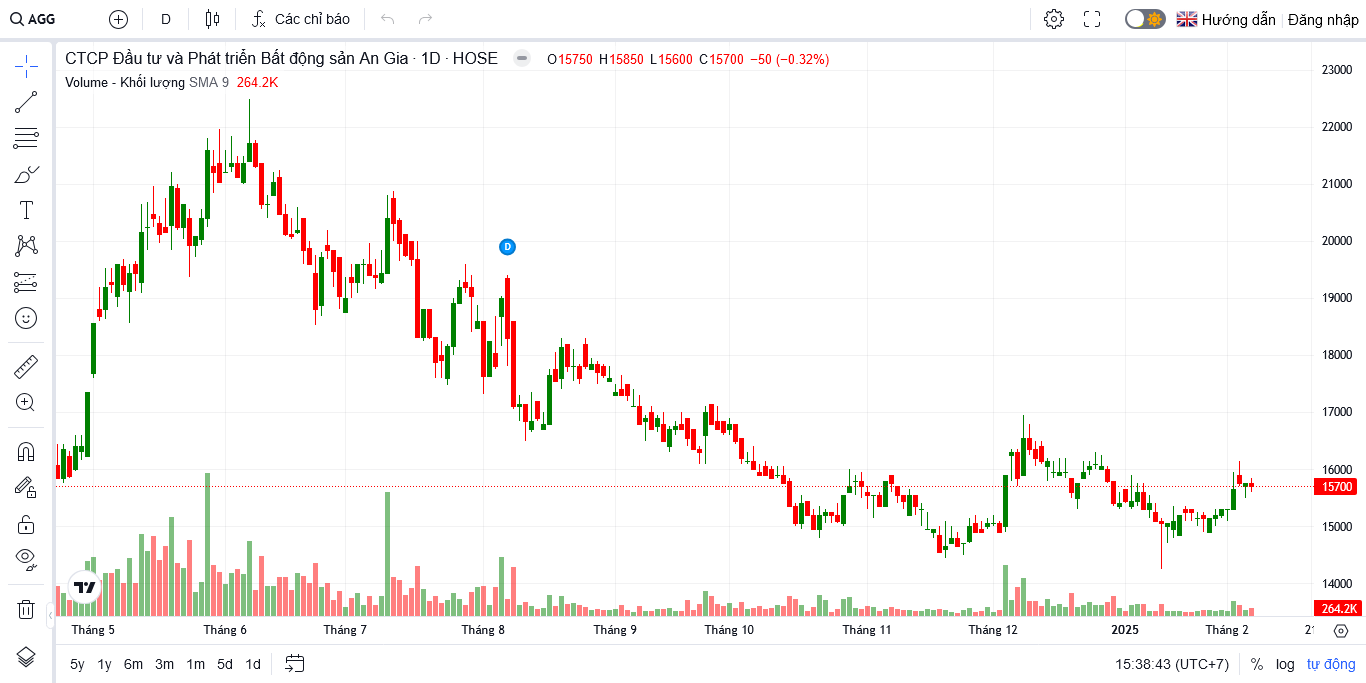 AGG D Các chỉ báo Hướng dẫn Đăng nhập
CTCP Đầu tư và Phát triển Bất động sản An Gia · 1D · HOSE O15750 H15850 L15600 C15700 −50 (−0.32%)
Volume - Khối lượng SMA 9 264.2K
23000
22000
21000
20000
D
19000
18000
17000
16000
15700
15000
14000
264.2K
Tháng 5 Tháng 6 Tháng 7 Tháng 8 Tháng 9 Tháng 10 Tháng 11 Tháng 12 2025 Tháng 2 21
5y 1y 6m 3m 1m 5d 1d 15:38:43 (UTC+7) % log tự động